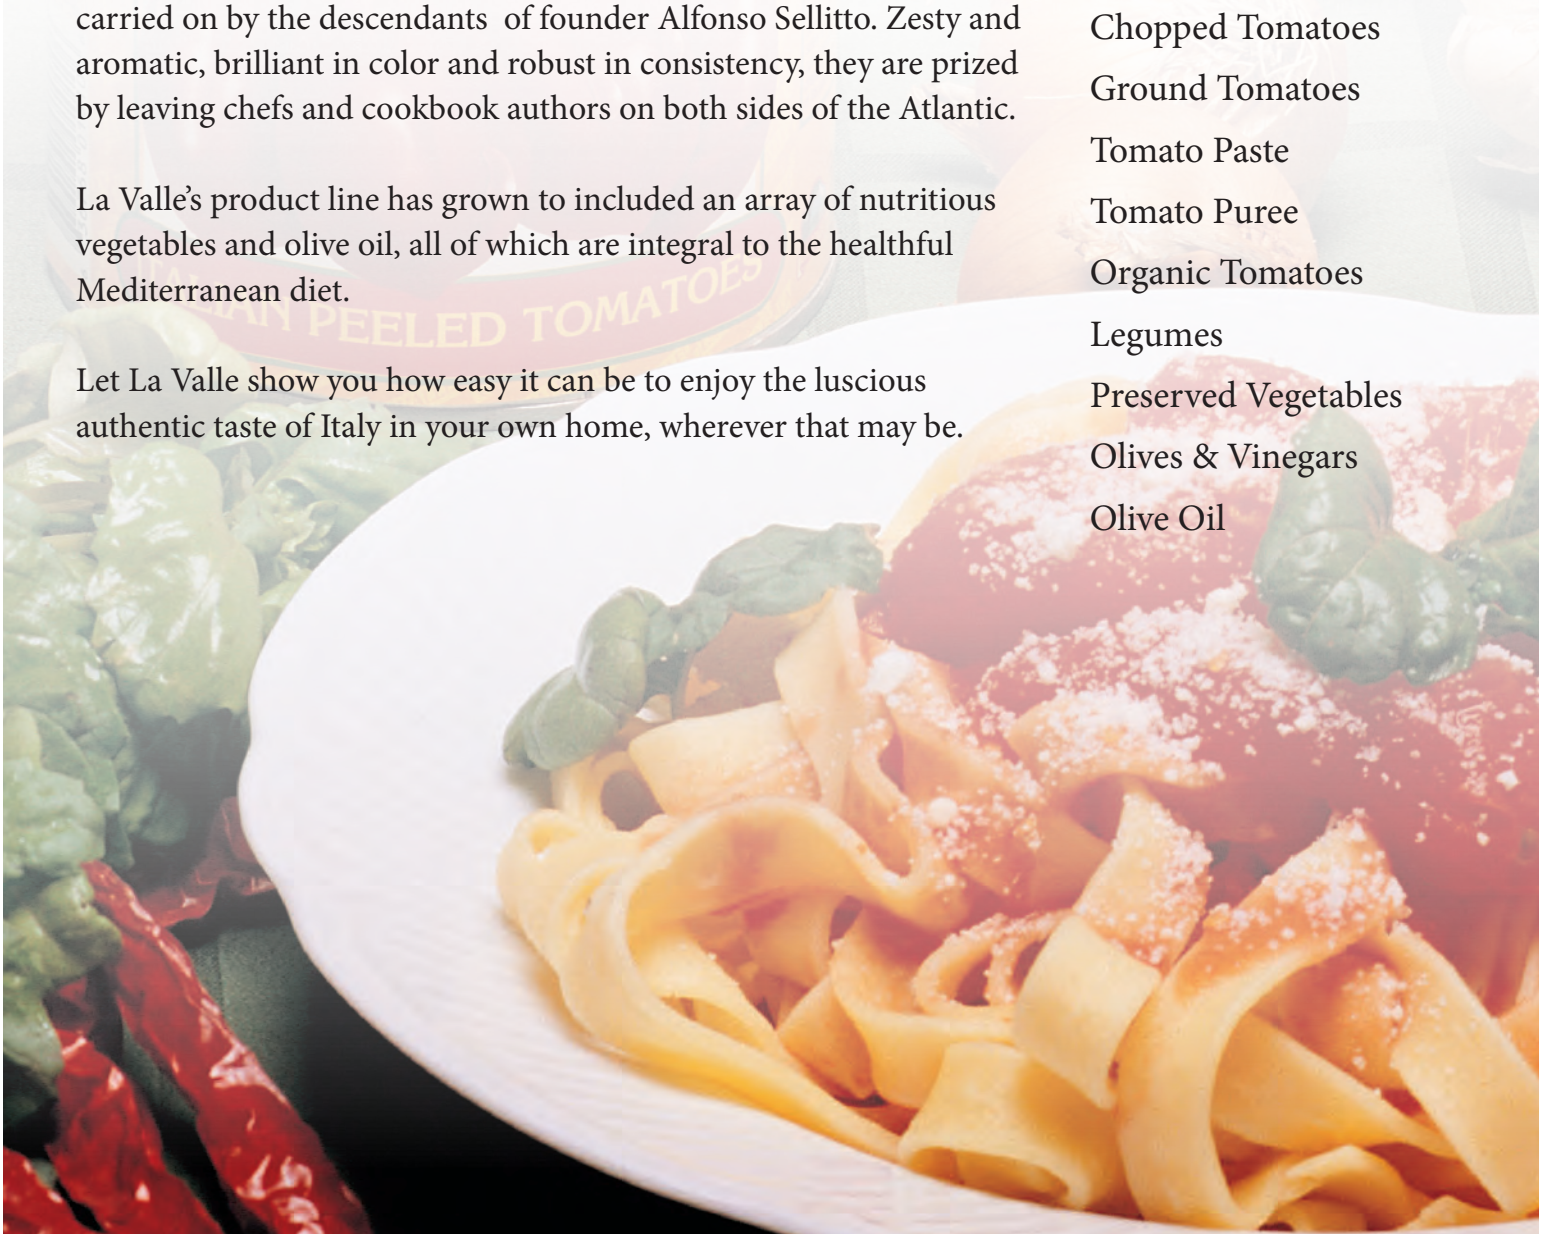 carried on by the descendants  of founder Alfonso Sellitto. Zesty and
aromatic, brilliant in color and robust in consistency, they are prized
by leaving chefs and cookbook authors on both sides of the Atlantic.
La Valle’s product line has grown to included an array of nutritious
vegetables and olive oil, all of which are integral to the healthful
Mediterranean diet.
Let La Valle show you how easy it can be to enjoy the luscious
authentic taste of Italy in your own home, wherever that may be.
Chopped Tomatoes
Ground Tomatoes
Tomato Paste
Tomato Puree
Organic Tomatoes
Legumes
Preserved Vegetables
Olives & Vinegars
Olive Oil
ITALIAN PEELED TOMATOES